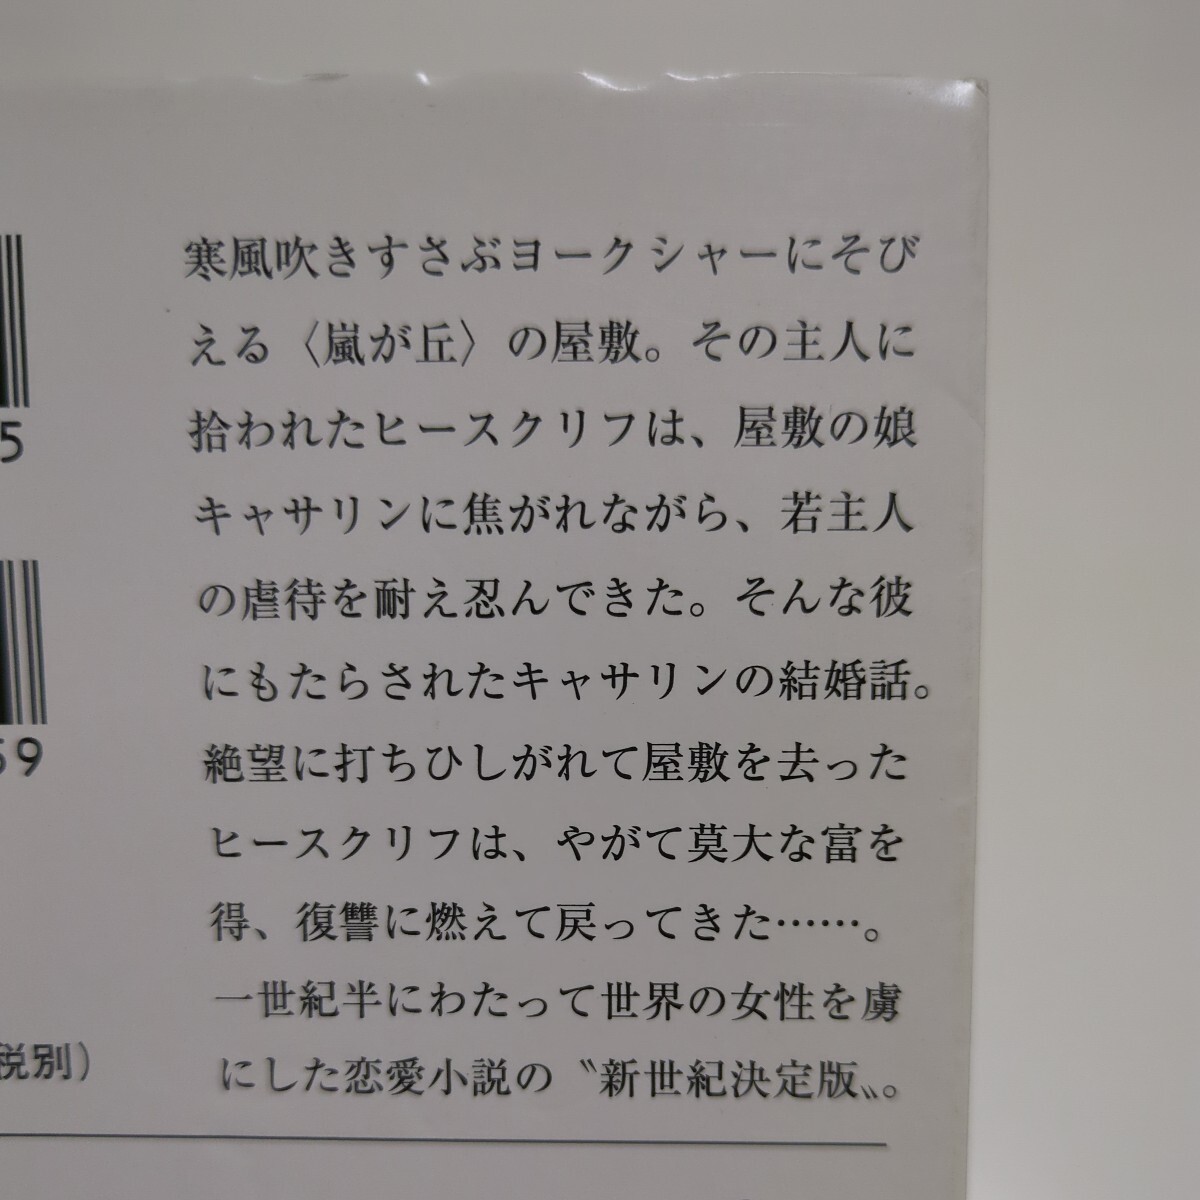 寒風吹きすさぶヨークシャーにそび
える〈嵐が丘〉の屋敷。その主人に
拾われたヒースクリフは、屋敷の娘
キャサリンに焦がれながら、若主人
の虐待を耐え忍んできた。そんな彼
にもたらされたキャサリンの結婚話。
絶望に打ちひしがれて屋敷を去った
ヒースクリフは、やがて莫大な富を
得、復讐に燃えて戻ってきた……。
一世紀半にわたって世界の女性を虜
にした恋愛小説の〝新世紀決定版〟。
5
59
税別）